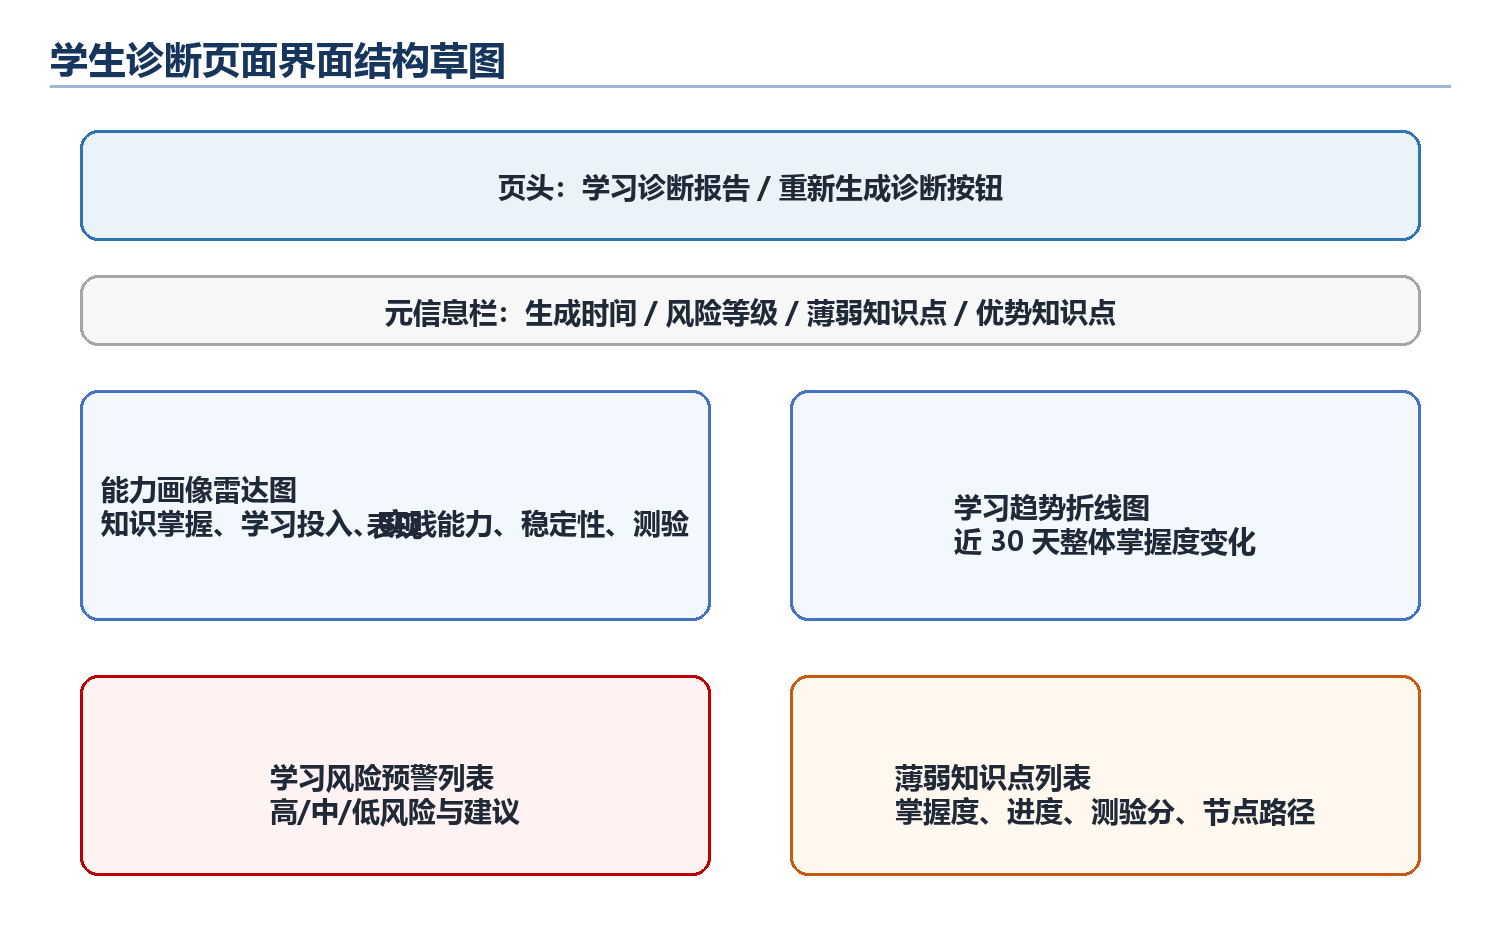 学生诊断页面界面结构草图
页头：学习诊断报告 / 重新生成诊断按钮
元信息栏：生成时间 / 风险等级 / 薄弱知识点 / 优势知识点
能力画像雷达图
知识掌握、学习投入、实践能力、稳定性、测验
表现
学习趋势折线图
近 30 天整体掌握度变化
学习风险预警列表
高/中/低风险与建议
薄弱知识点列表
掌握度、进度、测验分、节点路径